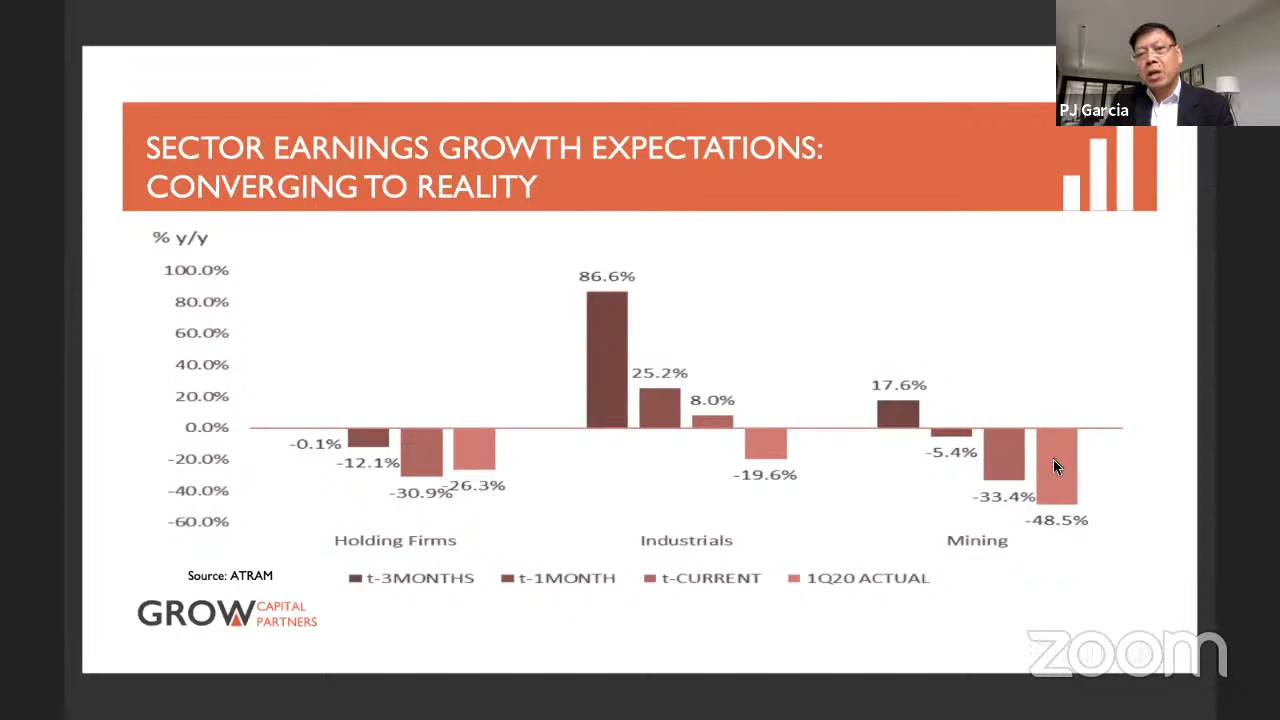 PJ Garcia
SECTOR EARNINGS GROWTH EXPECTATIONS:
CONVERGING TO REALITY
% y/y
100.0%
80.0%
60.0%
40.0%
20.0%
0.0%
-20.0%
-40.0%
-60.0%
-0.1%
-12.1%
-30.9%
-26.3%
86.6%
25.2%
8.0%
-19.6%
17.6%
-5.4%
-33.4%
-48.5%
Holding Firms Industrials Mining
t-3MONTHS t-1MONTH t-CURRENT 1Q20 ACTUAL
Source: ATRAM
GROW CAPITAL
PARTNERS
zoom